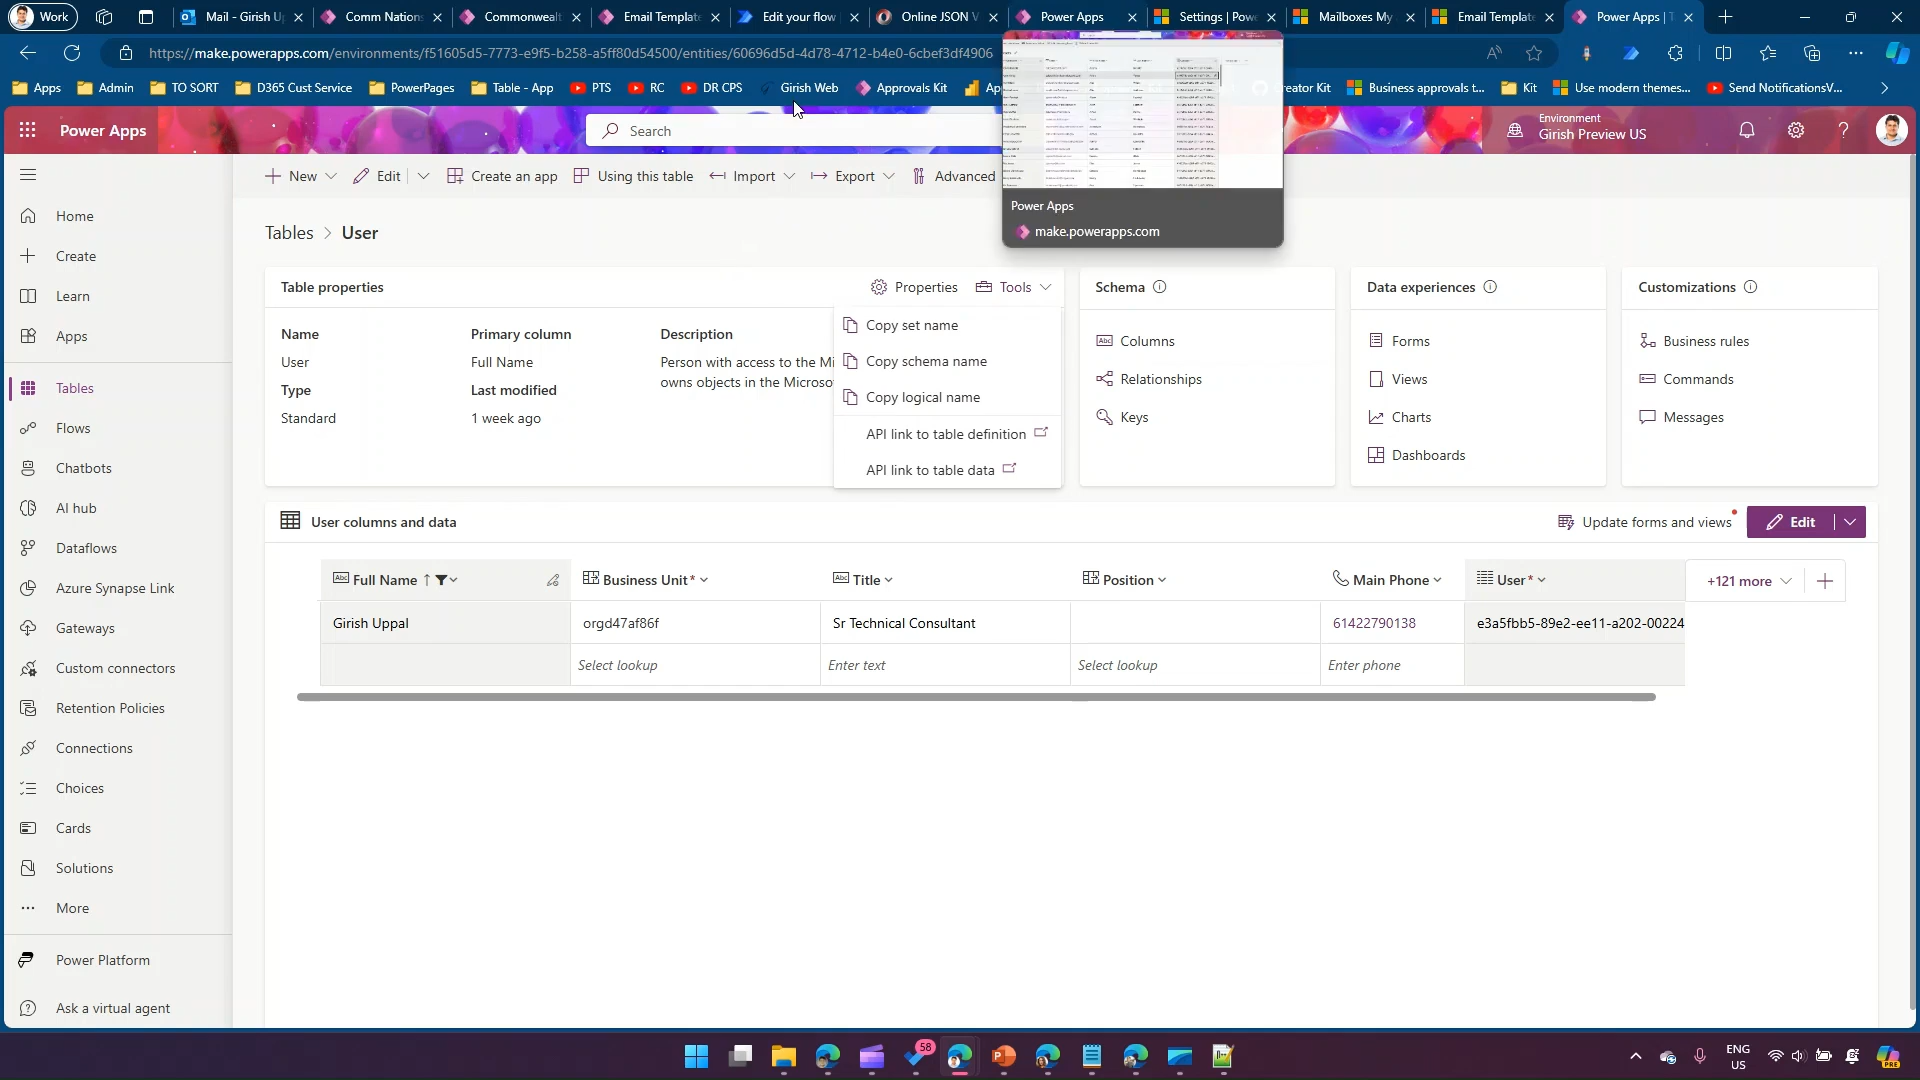 Work
Mail - Girish U
Comm Nation
Commonwealt
Email Template
Edit your flow
Online JSON V
Power Apps
Settings | Pow
Mailboxes My
Email Templat
Power Apps | T
https://make.powerapps.com/environments/f51605d5-7773-e9f5-b258-a5ff80d54500/entities/60696d5d-4d78-4712-b4e0-6cbef3df4906
Apps
Admin
TO SORT
D365 Cust Service
PowerPages
Table - App
PTS
RC
DR CPS
Girish Web
Approvals Kit
Ap
reator Kit
Business approvals t...
Kit
Use modern themes...
Send NotificationsV...
Power Apps
Search
Environment
Girish Preview US
New
Edit
Create an app
Using this table
Import
Export
Advanced
Power Apps
make.powerapps.com
Home
Create
Learn
Apps
Tables
Flows
Chatbots
AI hub
Dataflows
Azure Synapse Link
Gateways
Custom connectors
Retention Policies
Connections
Choices
Cards
Solutions
More
Power Platform
Ask a virtual agent
Tables > User
Table properties
Properties
Tools
Name
User
Type
Standard
Primary column
Full Name
Last modified
1 week ago
Description
Person with access to the Mi
owns objects in the Microso
Copy set name
Copy schema name
Copy logical name
API link to table definition
API link to table data
Schema
Columns
Relationships
Keys
Data experiences
Forms
Views
Charts
Dashboards
Customizations
Business rules
Commands
Messages
User columns and data
Update forms and views
Edit
Full Name
Business Unit*
Title
Position
Main Phone
User*
+121 more
Girish Uppal
orgd47af86f
Sr Technical Consultant
61422790138
e3a5fbb5-89e2-ee11-a202-00224
Select lookup
Enter text
Select lookup
Enter phone
58
ENG
US
PRE